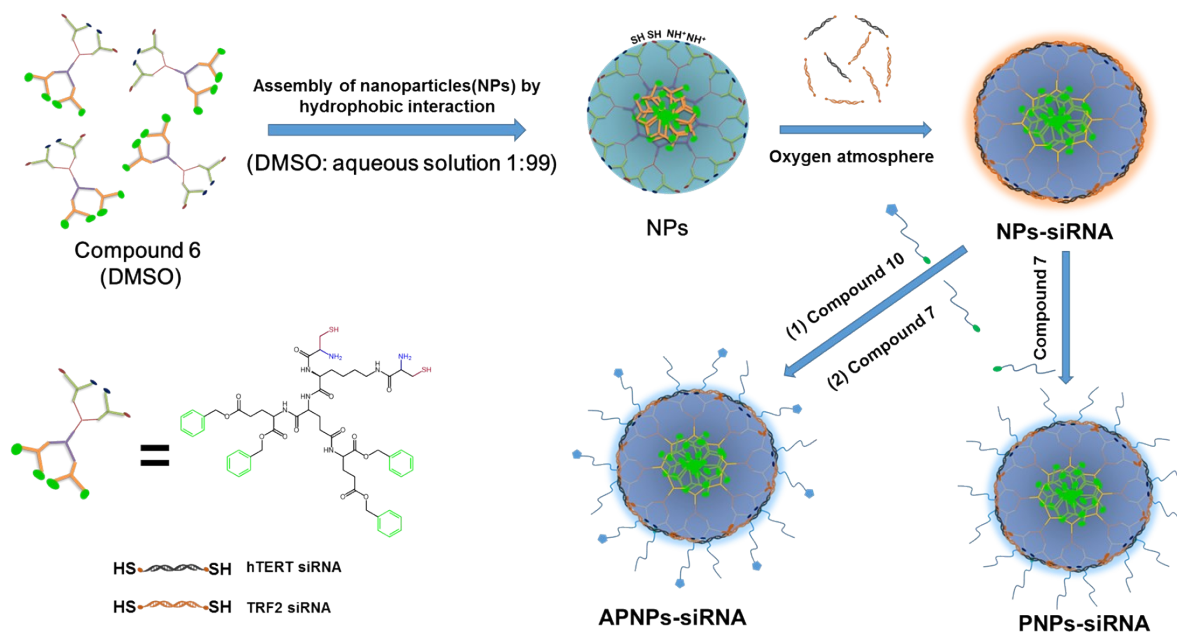 Assembly of nanoparticles(NPs) by
hydrophobic interaction
(DMSO: aqueous solution 1:99)
Compound 6
(DMSO)
SH SH NH⁺ NH⁺
NPs
Oxygen atmosphere
NPs-siRNA
(1) Compound 10
(2) Compound 7
Compound 7
=
SH
O
NH₂
NH₂
HN
H
N
SH
O
O
O
O
H
N
HN
O
O
O
O
O
HN
O
O
O
O
HS
SH
hTERT siRNA
HS
SH
TRF2 siRNA
APNPs-siRNA
PNPs-siRNA